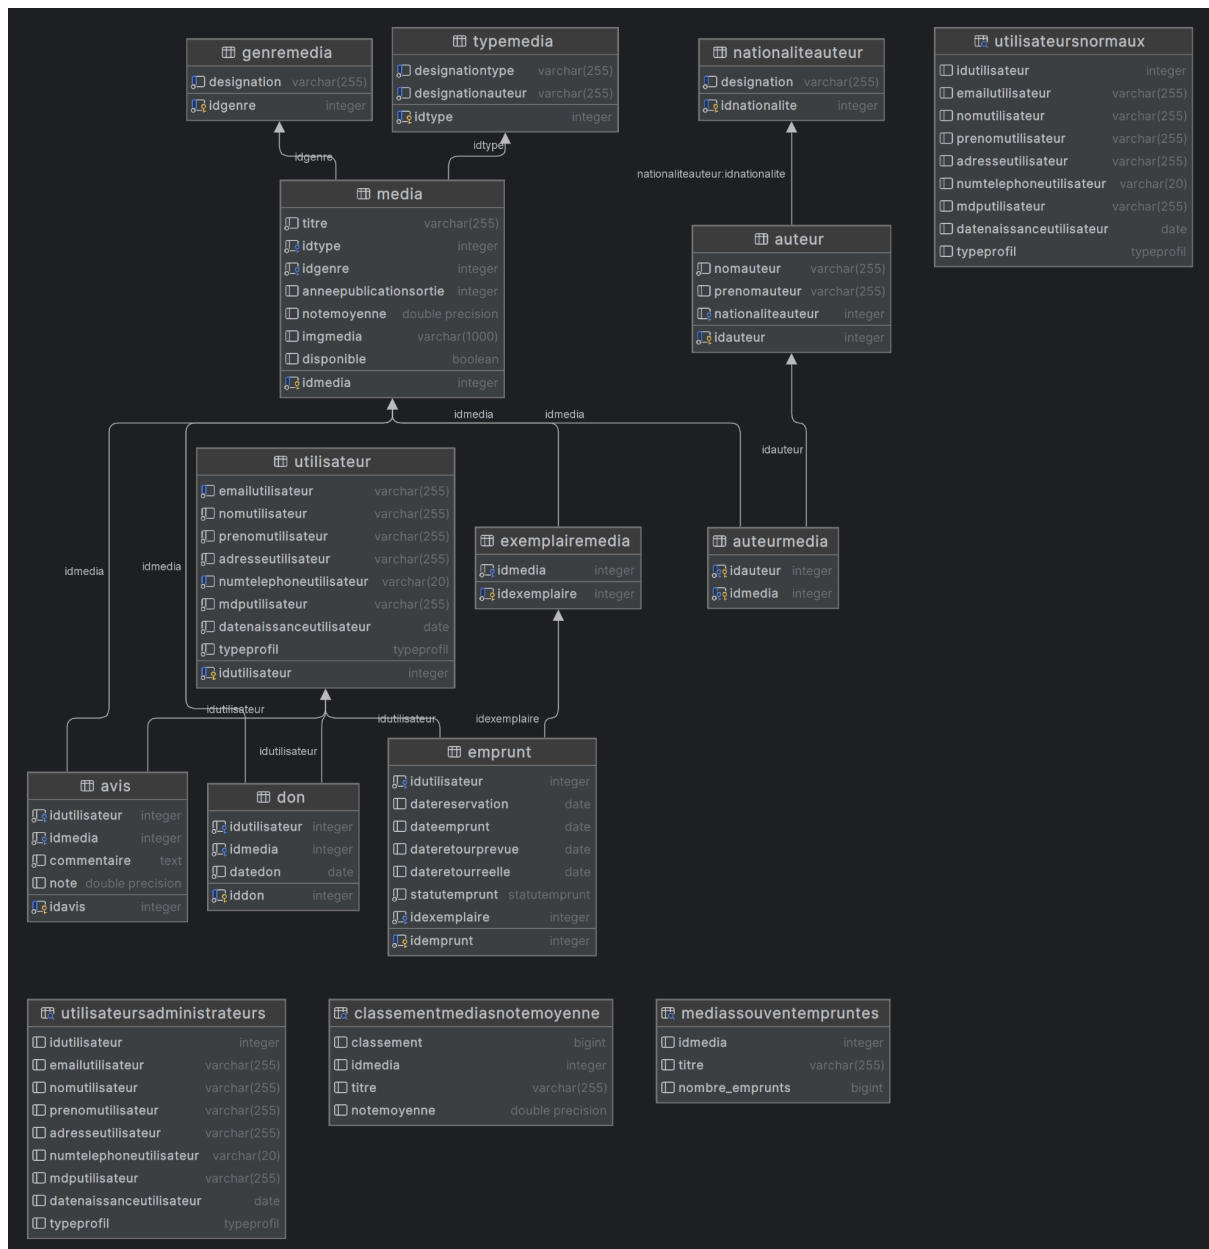 genremedia
designation varchar(255)
idgenre integer
typemedia
designationtype varchar(255)
designationauteur varchar(255)
idtype integer
nationaliteauteur
designation varchar(255)
idnationalite integer
utilisateursnormaux
idutilisateur integer
emailutilisateur varchar(255)
nomutilisateur varchar(255)
prenomutilisateur varchar(255)
adresseutilisateur varchar(255)
numtelephoneutilisateur varchar(20)
mdputilisateur varchar(255)
datenaissanceutilisateur date
typeprofil typeprofil
idgenre
idtype
nationaliteauteur:idnationalite
media
titre varchar(255)
idtype integer
idgenre integer
anneepublicationsortie integer
notemoyenne double precision
imgmedia varchar(1000)
disponible boolean
idmedia integer
auteur
nomauteur varchar(255)
prenomauteur varchar(255)
nationaliteauteur integer
idauteur integer
idmedia
idmedia
idauteur
idmedia
idmedia
utilisateur
emailutilisateur varchar(255)
nomutilisateur varchar(255)
prenomutilisateur varchar(255)
adresseutilisateur varchar(255)
numtelephoneutilisateur varchar(20)
mdputilisateur varchar(255)
datenaissanceutilisateur date
typeprofil typeprofil
idutilisateur integer
exemplairemedia
idmedia integer
idexemplaire integer
auteurmedia
idauteur integer
idmedia integer
idutilisateur
idutilisateur
idexemplaire
idutilisateur
avis
idutilisateur integer
idmedia integer
commentaire text
note double precision
idavis integer
don
idutilisateur integer
idmedia integer
datedon date
iddon integer
emprunt
idutilisateur integer
datereservation date
dateemprunt date
dateretourprevue date
dateretourreelle date
statutemprunt statutemprunt
idexemplaire integer
idemprunt integer
utilisateursadministrateurs
idutilisateur integer
emailutilisateur varchar(255)
nomutilisateur varchar(255)
prenomutilisateur varchar(255)
adresseutilisateur varchar(255)
numtelephoneutilisateur varchar(20)
mdputilisateur varchar(255)
datenaissanceutilisateur date
typeprofil typeprofil
classementmediasnotemoyenne
classement bigint
idmedia integer
titre varchar(255)
notemoyenne double precision
mediassouventempruntes
idmedia integer
titre varchar(255)
nombre_emprunts bigint